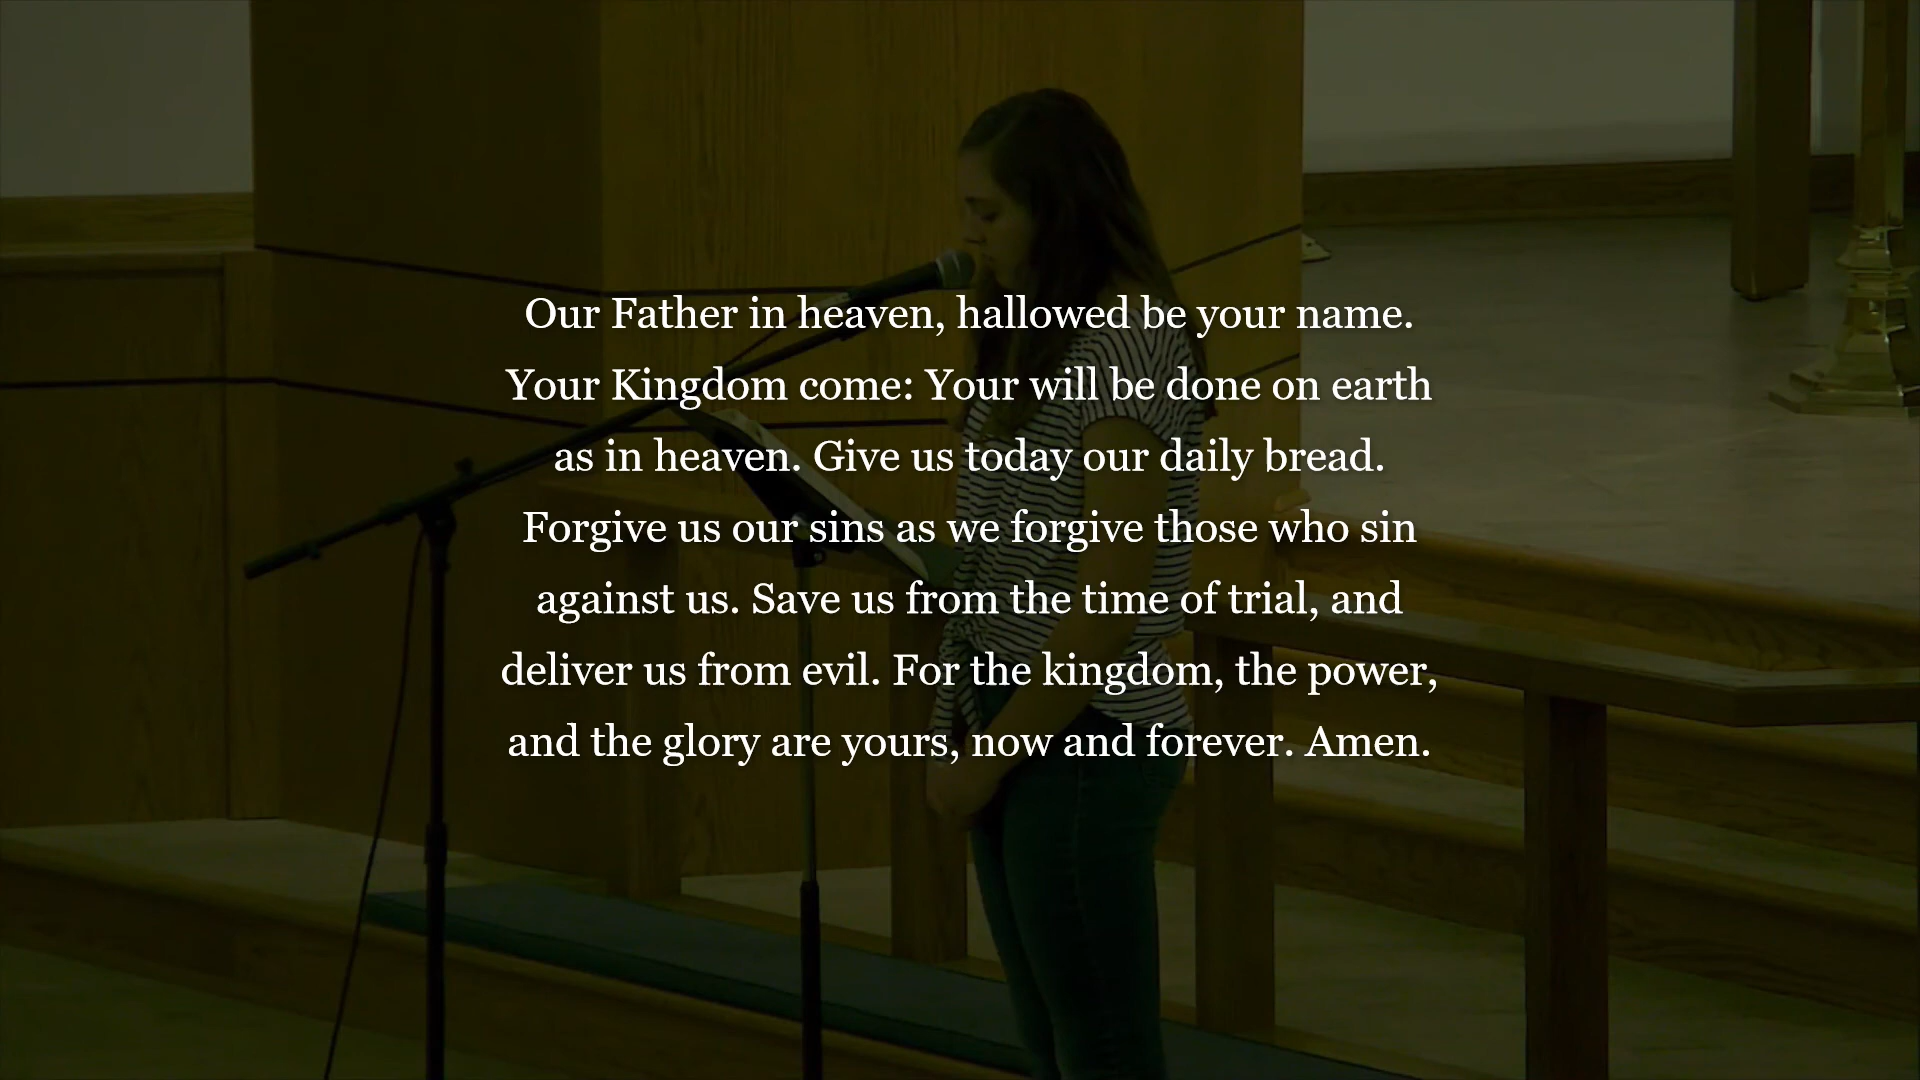 Our Father in heaven, hallowed be your name.
Your Kingdom come: Your will be done on earth
as in heaven. Give us today our daily bread.
Forgive us our sins as we forgive those who sin
against us. Save us from the time of trial, and
deliver us from evil. For the kingdom, the power,
and the glory are yours, now and forever. Amen.